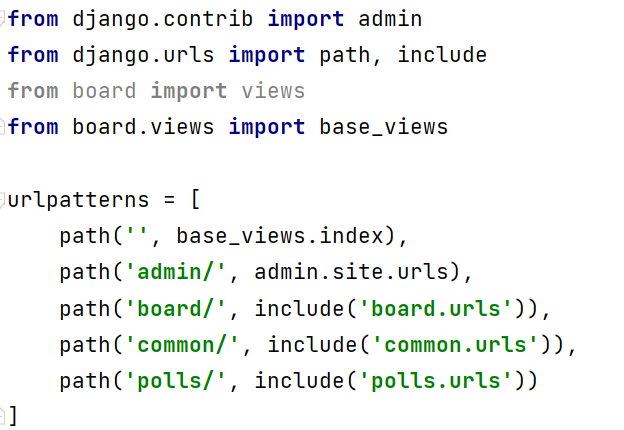 from django.contrib import admin
from django.urls import path, include
from board import views
from board.views import base_views
urlpatterns = [
    path('', base_views.index),
    path('admin/', admin.site.urls),
    path('board/', include('board.urls')),
    path('common/', include('common.urls')),
    path('polls/', include('polls.urls'))
]